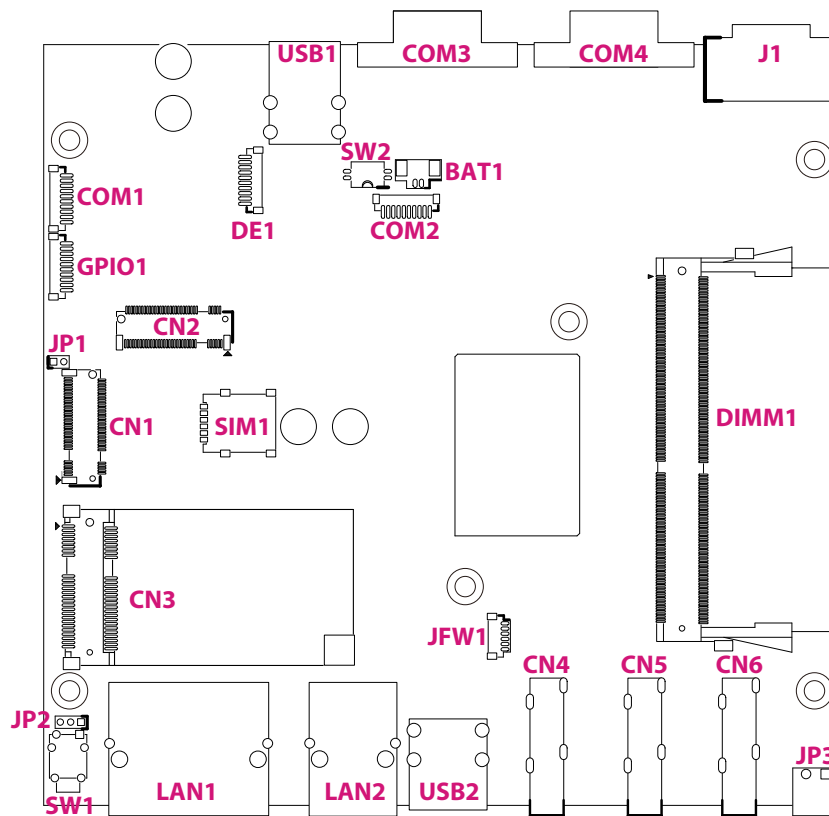 USB1
COM3
COM4
J1
SW2
BAT1
COM1
DE1
COM2
GPIO1
CN2
JP1
CN1
SIM1
DIMM1
CN3
JFW1
CN4
CN5
CN6
JP2
JP3
SW1
LAN1
LAN2
USB2